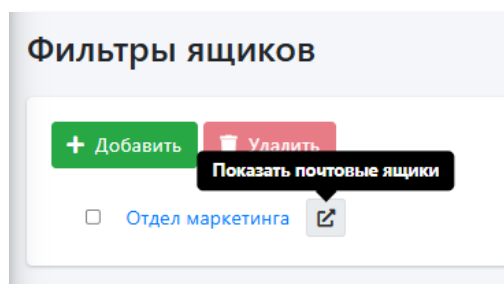 Фильтры ящиков
Добавить
Удалить
Показать почтовые ящики
Отдел маркетинга